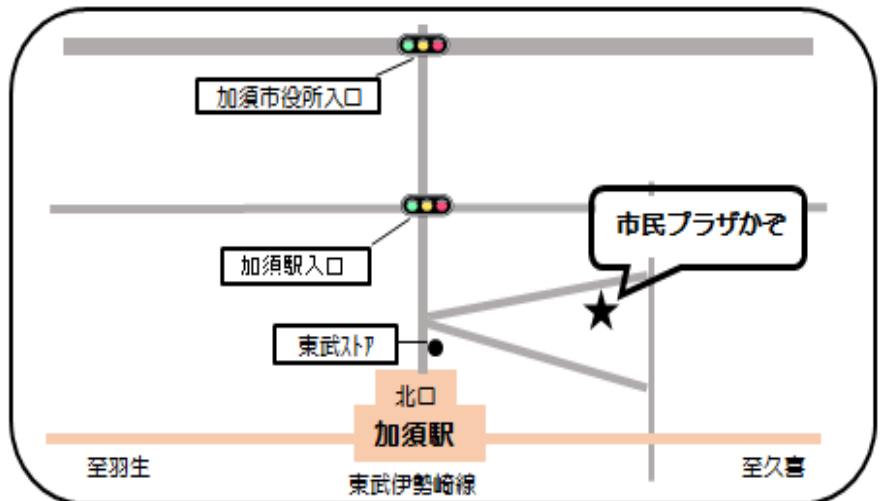 加須市役所入口
市民プラザかぞ
加須駅入口
東武ストア
北口
加須駅
至羽生
至久喜
東武伊勢崎線